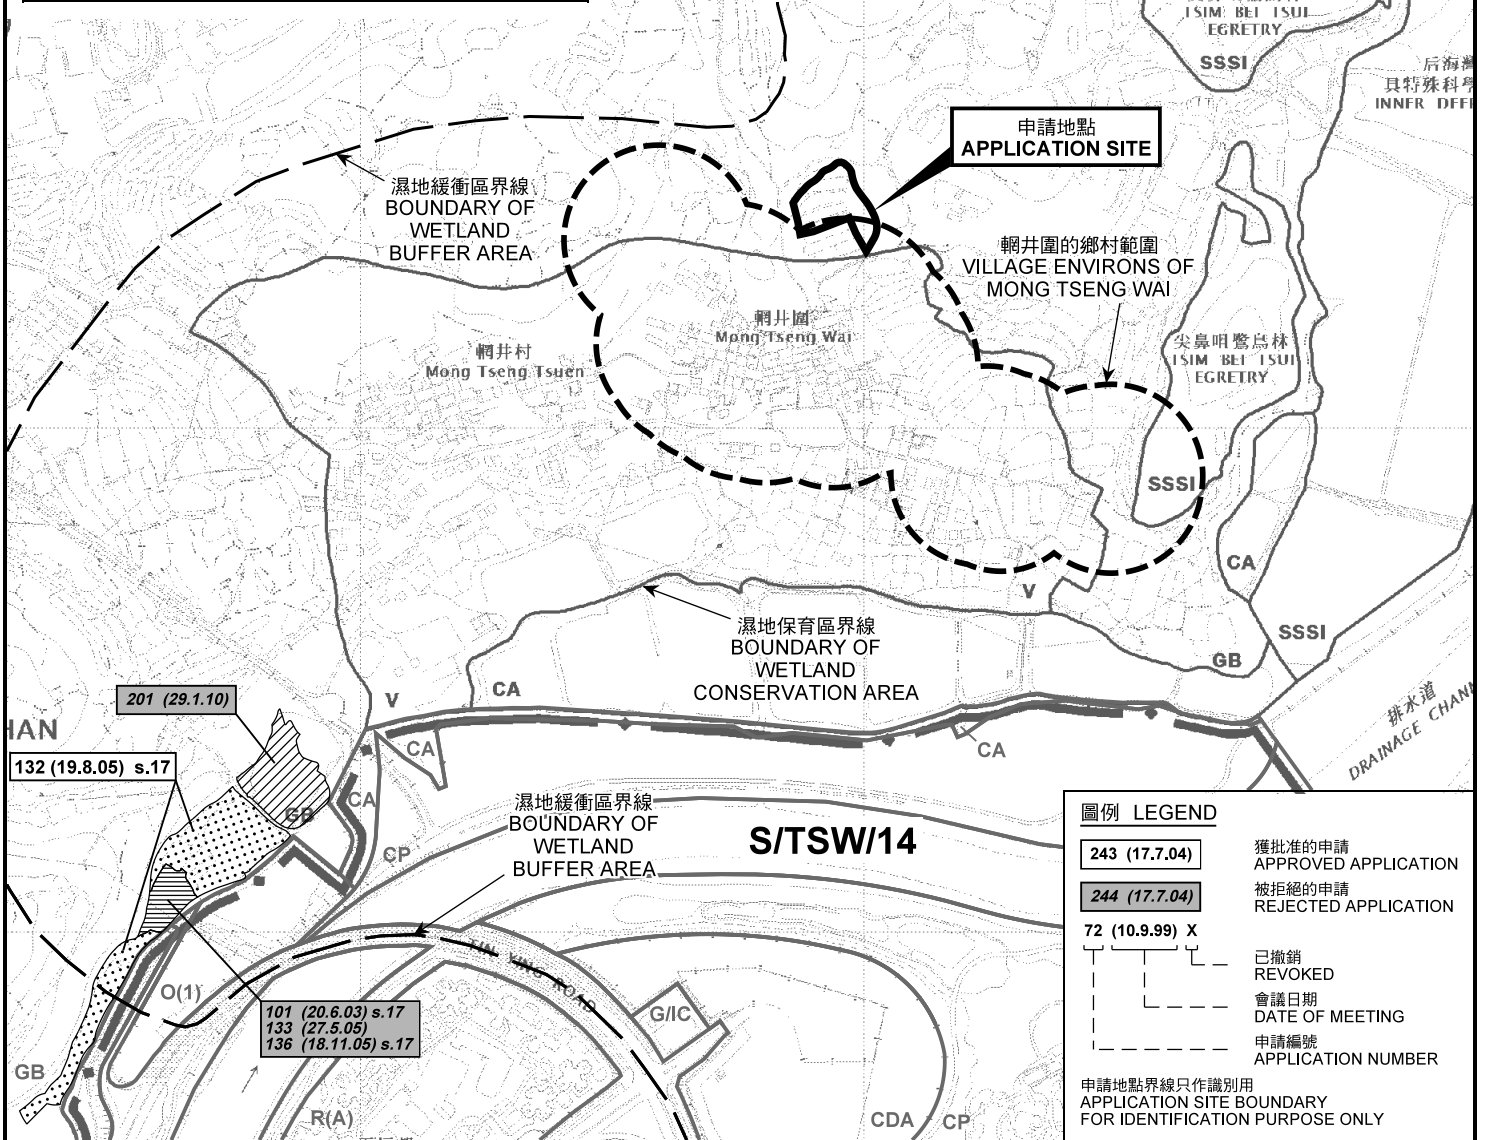 TSIM BEI TSUI
EGRETRY
SSSI
后海灣
具特殊科學
INNER DEEP
申請地點
APPLICATION SITE
濕地緩衝區界線
BOUNDARY OF
WETLAND
BUFFER AREA
輞井圍的鄉村範圍
VILLAGE ENVIRONS OF
MONG TSENG WAI
輞井圍
Mong Tseng Wai
輞井村
Mong Tseng Tsuen
尖鼻咀鷺鳥林
TSIM BEI TSUI
EGRETRY
SSSI
CA
V
濕地保育區界線
BOUNDARY OF
WETLAND
CONSERVATION AREA
SSSI
GB
CA
V
201 (29.1.10)
HAN
132 (19.8.05) s.17
排水道
DRAINAGE CHANN
CA
CA
CA
GB
CP
濕地緩衝區界線
BOUNDARY OF
WETLAND
BUFFER AREA
S/TSW/14
TIN YING ROAD
O(1)
G/IC
101 (20.6.03) s.17
133 (27.5.05)
136 (18.11.05) s.17
GB
R(A)
CDA
CP
圖例 LEGEND
243 (17.7.04)
獲批准的申請
APPROVED APPLICATION
244 (17.7.04)
被拒絕的申請
REJECTED APPLICATION
72 (10.9.99) X
已撤銷
REVOKED
會議日期
DATE OF MEETING
申請編號
APPLICATION NUMBER
申請地點界線只作識別用
APPLICATION SITE BOUNDARY
FOR IDENTIFICATION PURPOSE ONLY